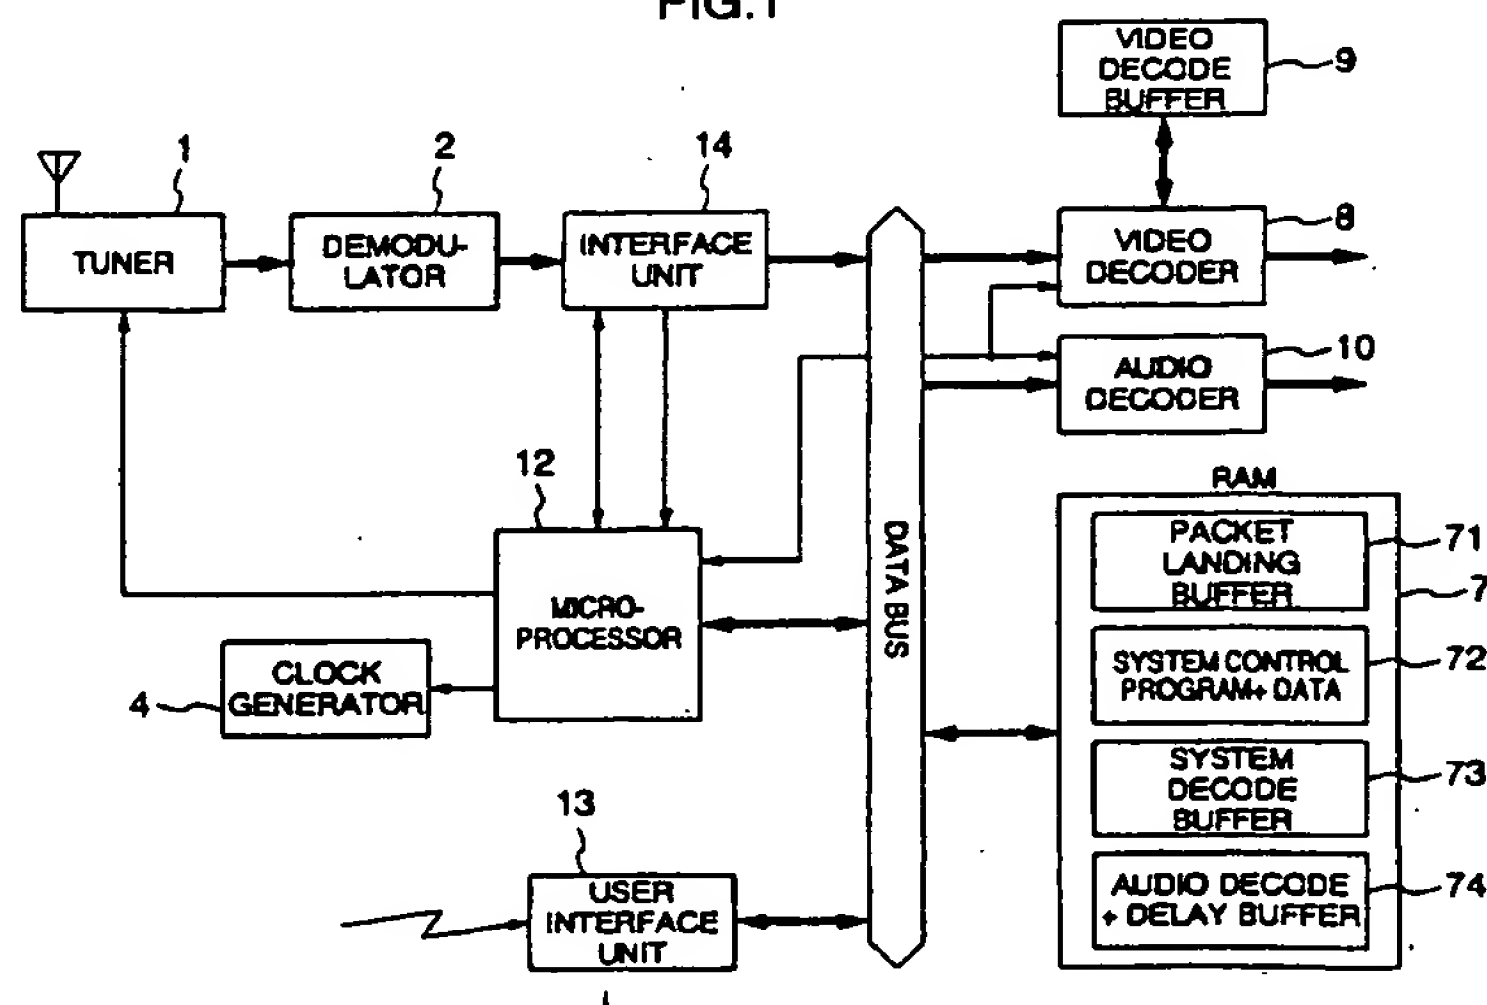 FIG.1
VIDEO
DECODE
BUFFER
9
1
2
14
TUNER
DEMODU-
LATOR
INTERFACE
UNIT
VIDEO
DECODER
8
AUDIO
DECODER
10
12
MICRO-
PROCESSOR
DATA BUS
RAM
PACKET
LANDING
BUFFER
71
7
SYSTEM CONTROL
PROGRAM+ DATA
72
SYSTEM
DECODE
BUFFER
73
AUDIO DECODE
+ DELAY BUFFER
74
CLOCK
GENERATOR
4
13
USER
INTERFACE
UNIT